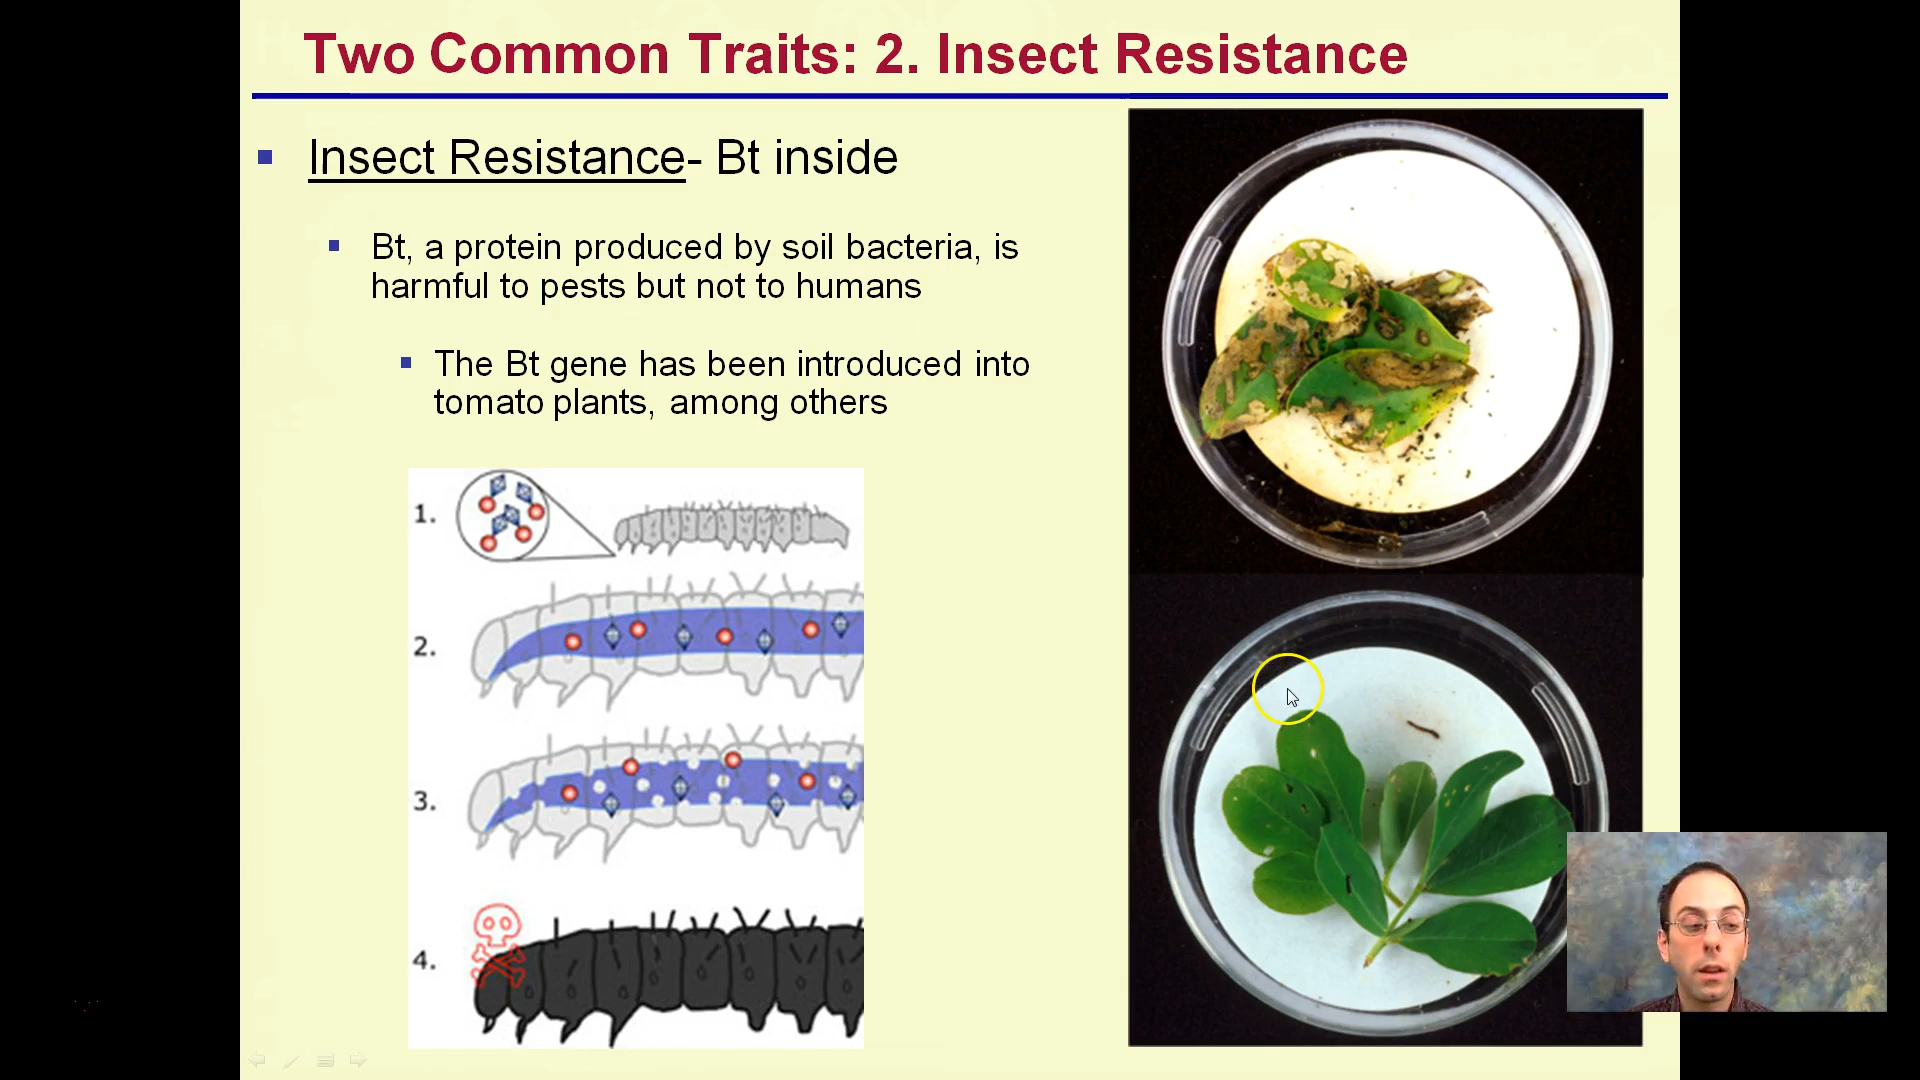 Two Common Traits: 2. Insect Resistance
Insect Resistance- Bt inside
Bt, a protein produced by soil bacteria, is
harmful to pests but not to humans
The Bt gene has been introduced into
tomato plants, among others
1.
2.
3.
4.